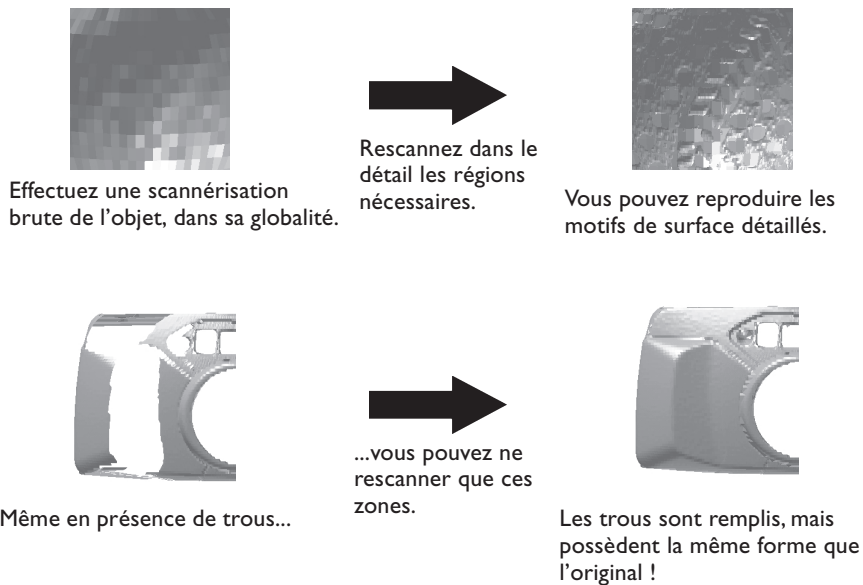 Effectuez une scannérisation
brute de l'objet, dans sa globalité.
Rescannez dans le
détail les régions
nécessaires.
Vous pouvez reproduire les
motifs de surface détaillés.
Même en présence de trous...
...vous pouvez ne
rescanner que ces
zones.
Les trous sont remplis, mais
possèdent la même forme que
l'original !